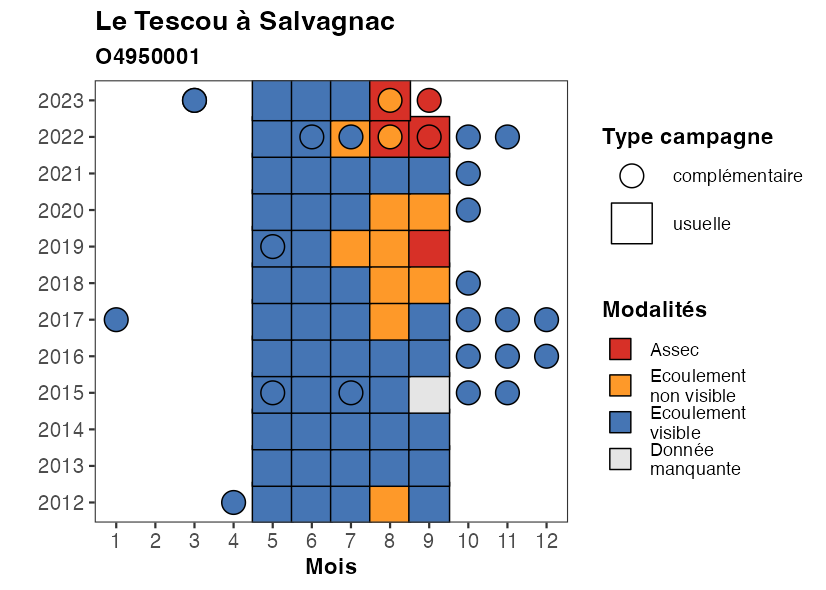 Le Tescou à Salvagnac
O4950001
2023
2022
2021
2020
2019
2018
2017
2016
2015
2014
2013
2012
1 2 3 4 5 6 7 8 9 10 11 12
Mois
Type campagne
complémentaire
usuelle
Modalités
Assec
Ecoulement
non visible
Ecoulement
visible
Donnée
manquante